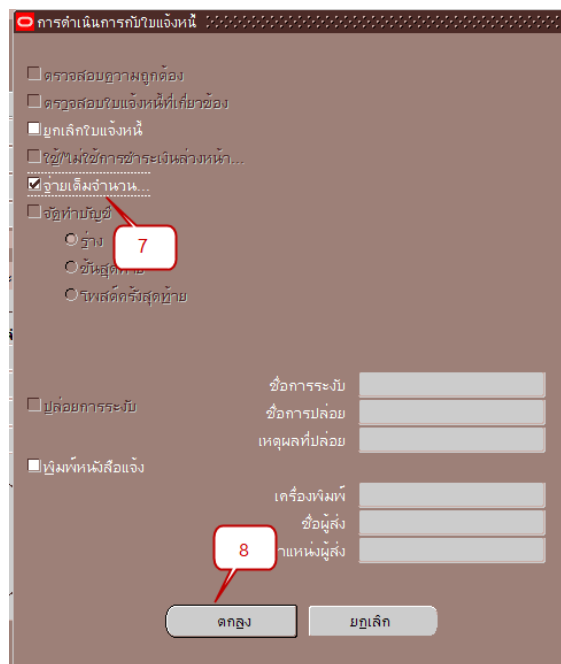 การดำเนินการกับใบแจ้งหนี้
ตรวจสอบความถูกต้อง
ตรวจสอบใบแจ้งหนี้ที่เกี่ยวข้อง
ยกเลิกใบแจ้งหนี้
ใช้/ไม่ใช้การชำระเงินล่วงหน้า...
จ่ายเต็มจำนวน...
จัดทำบัญชี
ร่าง
7
ขั้นสุดท้าย
โพสต์ครั้งสุดท้าย
ชื่อการระงับ
ปล่อยการระงับ
ชื่อการปล่อย
เหตุผลที่ปล่อย
พิมพ์หนังสือแจ้ง
เครื่องพิมพ์
ชื่อผู้ส่ง
8 ตำแหน่งผู้ส่ง
ตกลง ยกเลิก